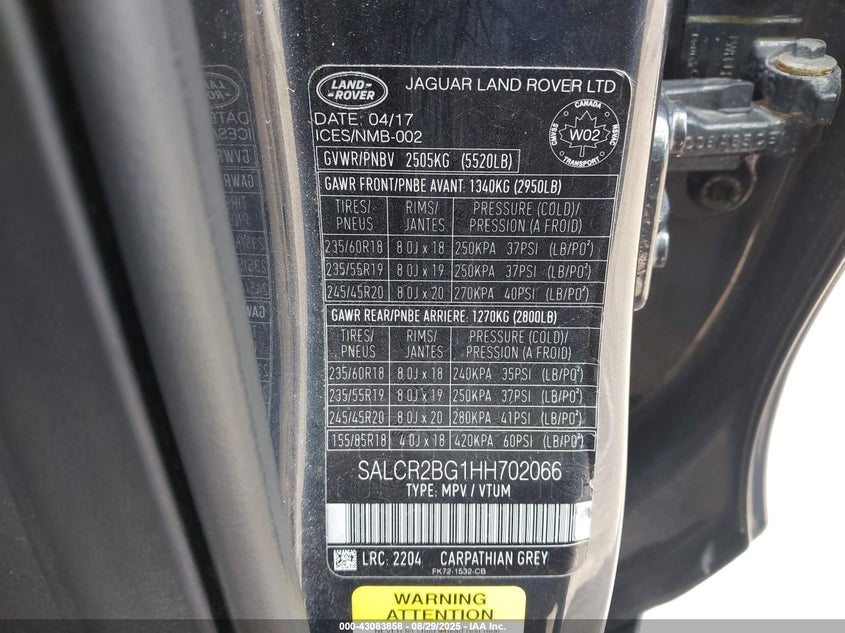 LAND
ROVER
JAGUAR LAND ROVER LTD
DATE: 04/17
ICES/NMB-002
CANADA
W02
TRANSPORT
GVWR/PNBV 2505KG (5520LB)
GAWR FRONT/PNBE AVANT: 1340KG (2950LB)
TIRES/ RIMS/ PRESSURE (COLD)/
PNEUS JANTES PRESSION (A FROID)
235/60R18 8.0J x 18 250KPA 37PSI (LB/PO²)
235/55R19 8.0J x 19 250KPA 37PSI (LB/PO²)
245/45R20 8.0J x 20 270KPA 40PSI (LB/PO²)
GAWR REAR/PNBE ARRIERE: 1270KG (2800LB)
TIRES/ RIMS/ PRESSURE (COLD)/
PNEUS JANTES PRESSION (A FROID)
235/60R18 8.0J x 18 240KPA 35PSI (LB/PO²)
235/55R19 8.0J x 19 250KPA 37PSI (LB/PO²)
245/45R20 8.0J x 20 280KPA 41PSI (LB/PO²)
155/85R18 4.0J x 18 420KPA 60PSI (LB/PO²)
SALCR2BG1HH702066
TYPE: MPV / VTUM
LRC: 2204 CARPATHIAN GREY
FK72-1532-CB
WARNING
ATTENTION
000-43083858 - 08/29/2025 - IAA Inc.